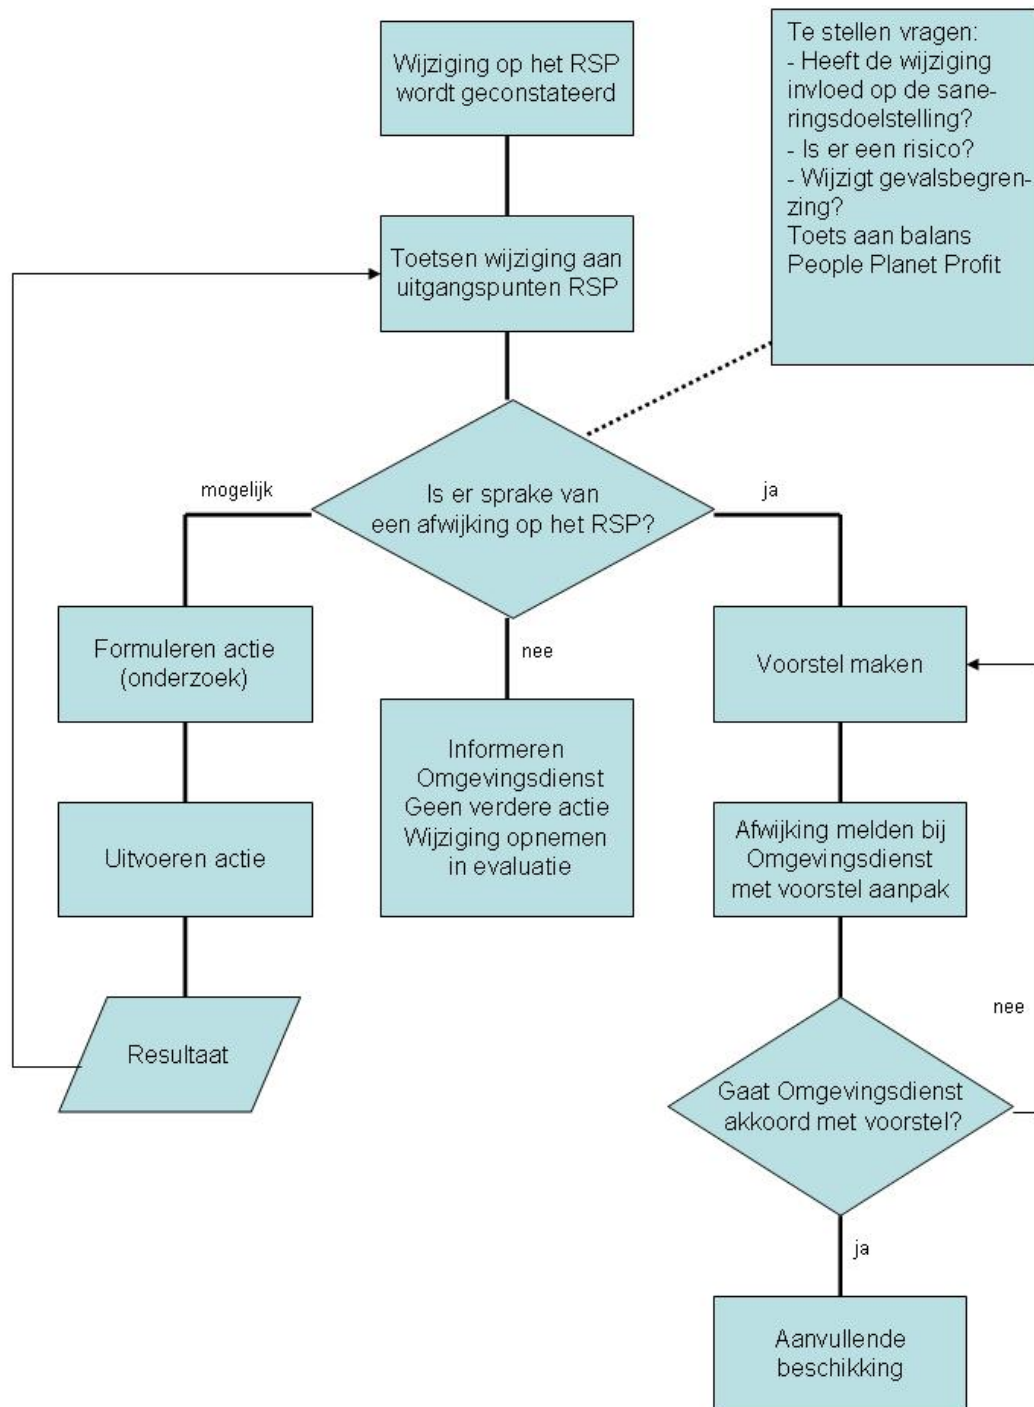 Wijziging op het RSP
wordt geconstateerd
Te stellen vragen:
- Heeft de wijziging
invloed op de sane-
ringsdoelstelling?
- Is er een risico?
- Wijzigt gevalsbegren-
zing?
Toets aan balans
People Planet Profit
Toetsen wijziging aan
uitgangspunten RSP
Is er sprake van
een afwijking op het RSP?
mogelijk
ja
nee
Formuleren actie
(onderzoek)
Uitvoeren actie
Resultaat
Informeren
Omgevingsdienst
Geen verdere actie
Wijziging opnemen
in evaluatie
Voorstel maken
Afwijking melden bij
Omgevingsdienst
met voorstel aanpak
Gaat Omgevingsdienst
akkoord met voorstel?
nee
ja
Aanvullende
beschikking